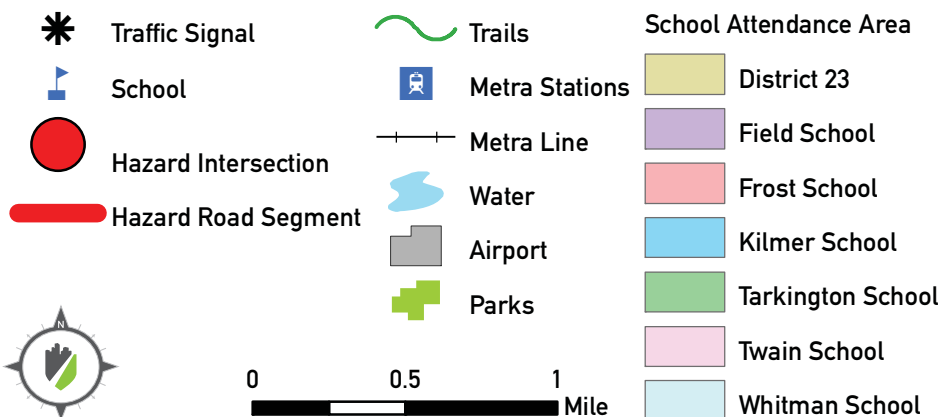 Traffic Signal
School
Hazard Intersection
Hazard Road Segment
N
Trails
Metra Stations
Metra Line
Water
Airport
Parks
0 0.5 1
Mile
School Attendance Area
District 23
Field School
Frost School
Kilmer School
Tarkington School
Twain School
Whitman School